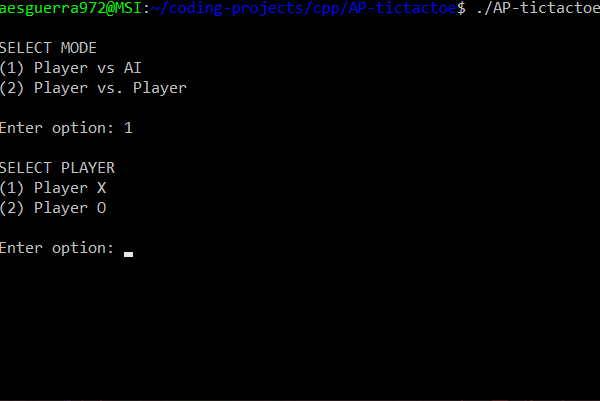 aesguerra972@MSI:~/coding-projects/cpp/AP-tictactoe$ ./AP-tictactoe
SELECT MODE
(1) Player vs AI
(2) Player vs. Player
Enter option: 1
SELECT PLAYER
(1) Player X
(2) Player O
Enter option: